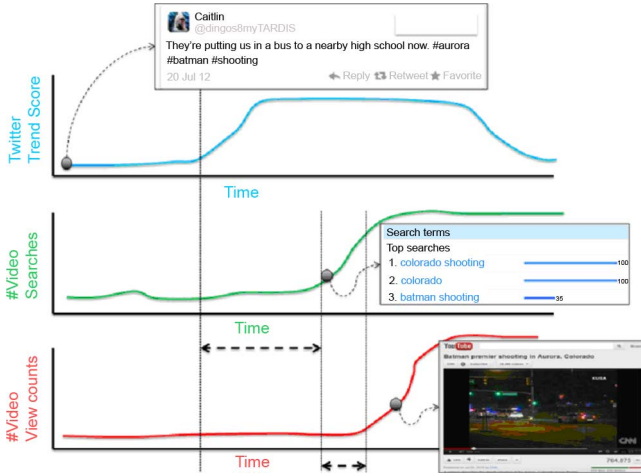 Caitlin
@dingos8myTARDIS
They're putting us in a bus to a nearby high school now. #aurora
#batman #shooting
20 Jul 12
Reply Retweet Favorite
Twitter
Trend Score
Time
#Video
Searches
Search terms
Top searches
1. colorado shooting 100
2. colorado 100
3. batman shooting 35
Time
#Video
View counts
Batman premier shooting in Aurora, Colorado
CNN
764,873
Time